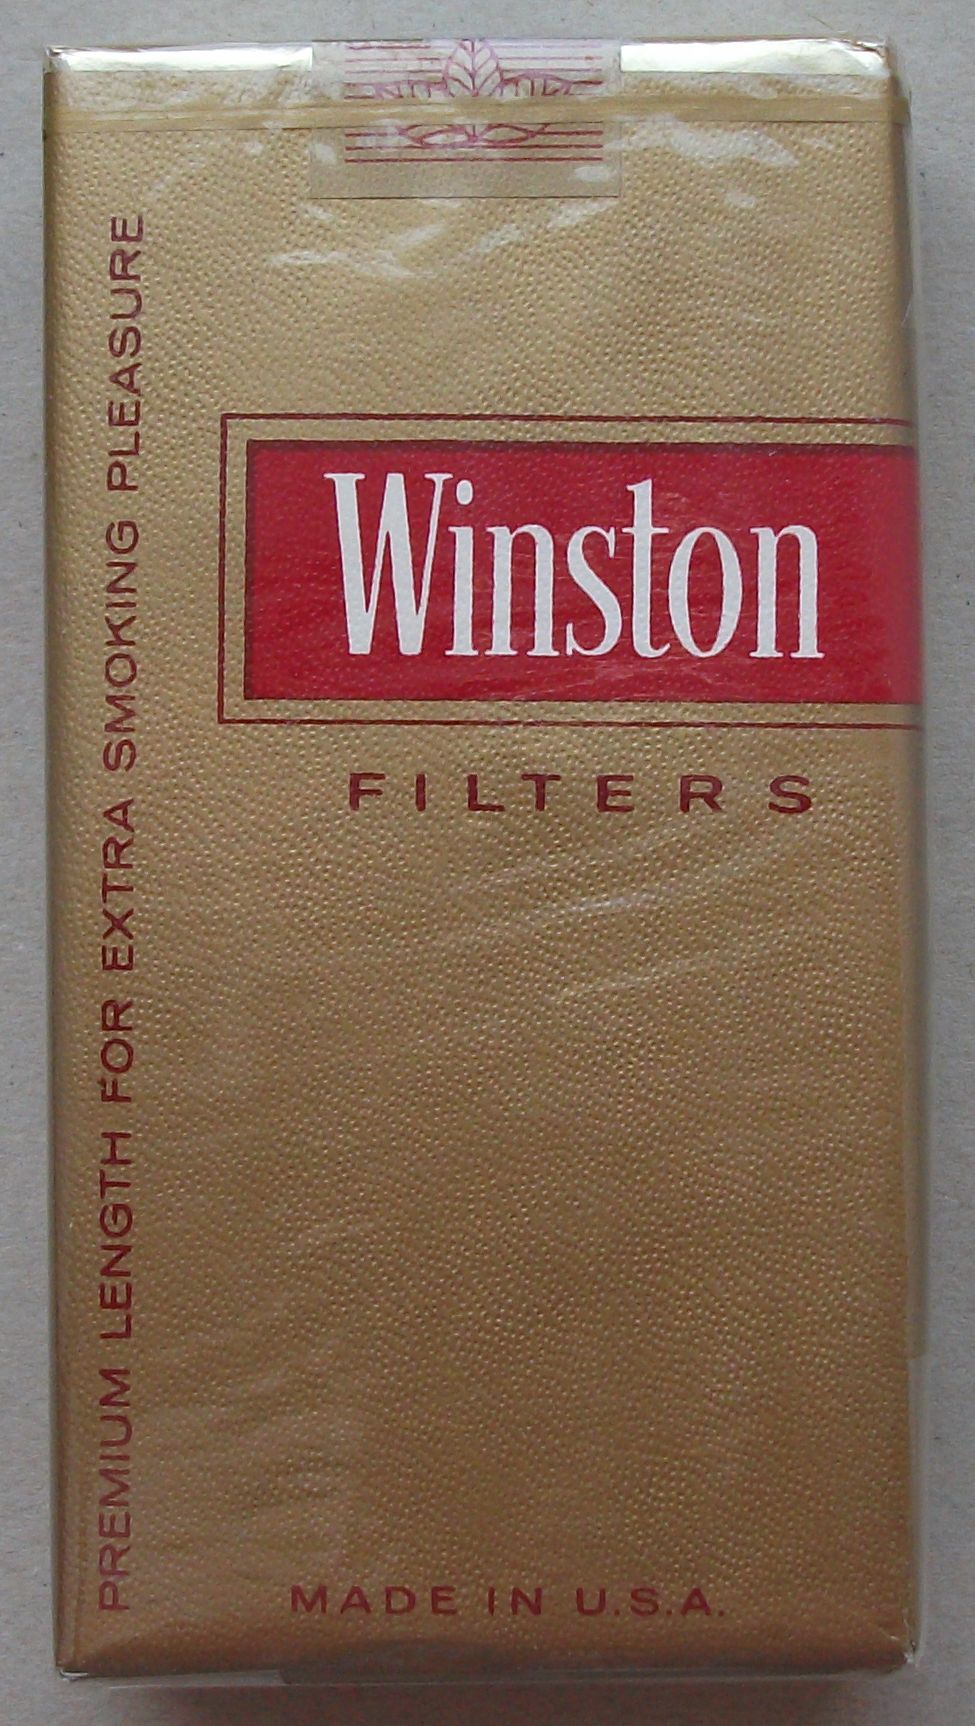 PREMIUM LENGTH FOR EXTRA SMOKING PLEASURE
Winston
FILTERS
MADE IN U.S.A.